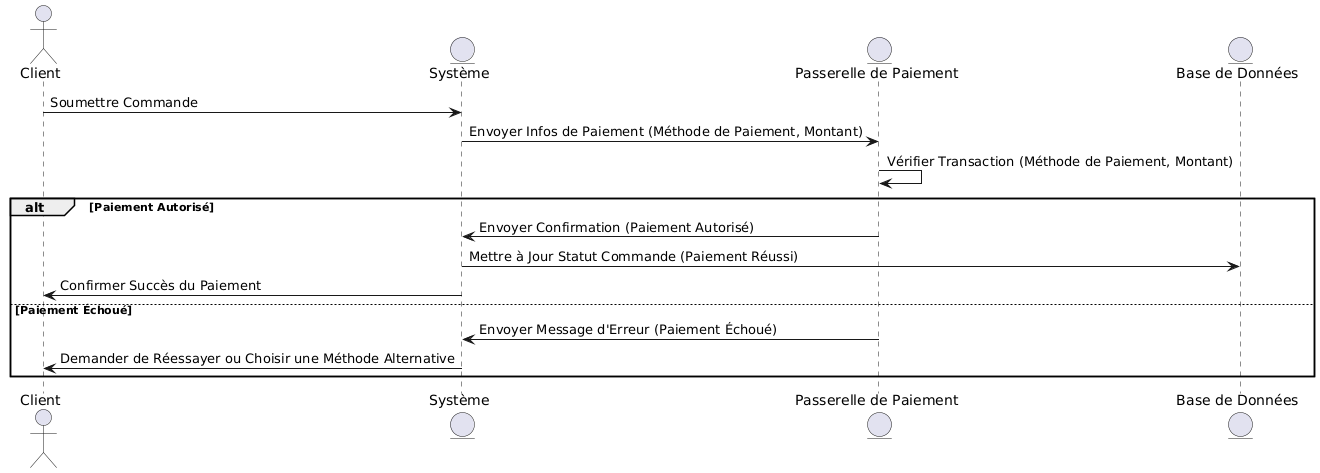 Client
Système
Passerelle de Paiement
Base de Données
Soumettre Commande
Envoyer Infos de Paiement (Méthode de Paiement, Montant)
Vérifier Transaction (Méthode de Paiement, Montant)
alt
[Paiement Autorisé]
Envoyer Confirmation (Paiement Autorisé)
Mettre à Jour Statut Commande (Paiement Réussi)
Confirmer Succès du Paiement
[Paiement Échoué]
Envoyer Message d'Erreur (Paiement Échoué)
Demander de Réessayer ou Choisir une Méthode Alternative
Client
Système
Passerelle de Paiement
Base de Données